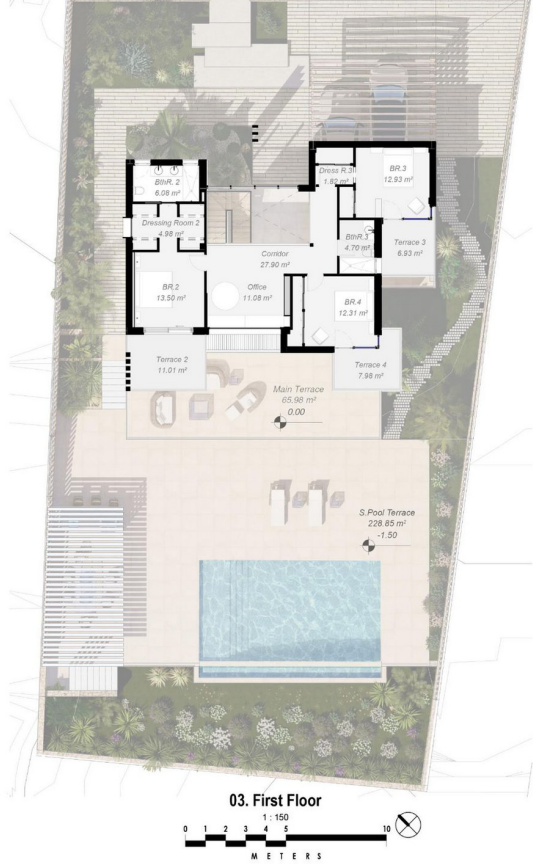 BR.3
12.93 m²
Dress R.3
1.62 m²
BthR. 2
6.08 m²
Dressing Room 2
4.98 m²
BthR.3
4.70 m²
Terrace 3
6.93 m²
Corridor
27.90 m²
BR.2
13.50 m²
Office
11.08 m²
BR.4
12.31 m²
Terrace 2
11.01 m²
Terrace 4
7.98 m²
Main Terrace
65.98 m²
0.00
S.Pool Terrace
228.85 m²
-1.50
03. First Floor
1 : 150
0 1 2 3 4 5 10
METERS